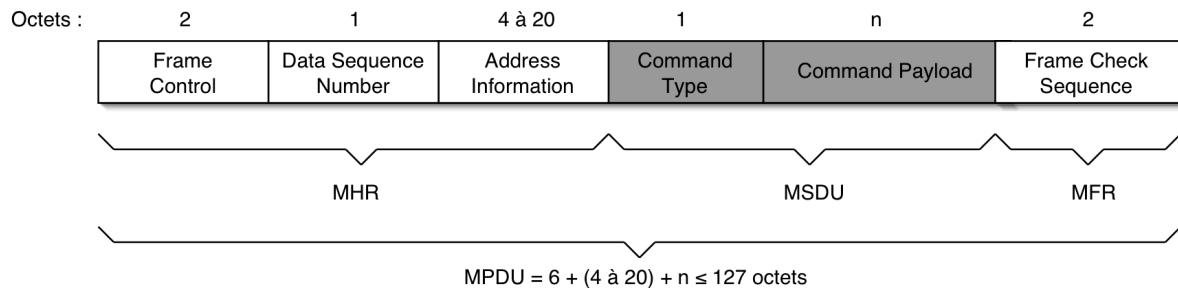 Octets : 2 1 4 à 20 1 n 2
Frame Data Sequence Address Command Command Payload Frame Check
Control Number Information Type Sequence
MHR MSDU MFR
MPDU = 6 + (4 à 20) + n ≤ 127 octets